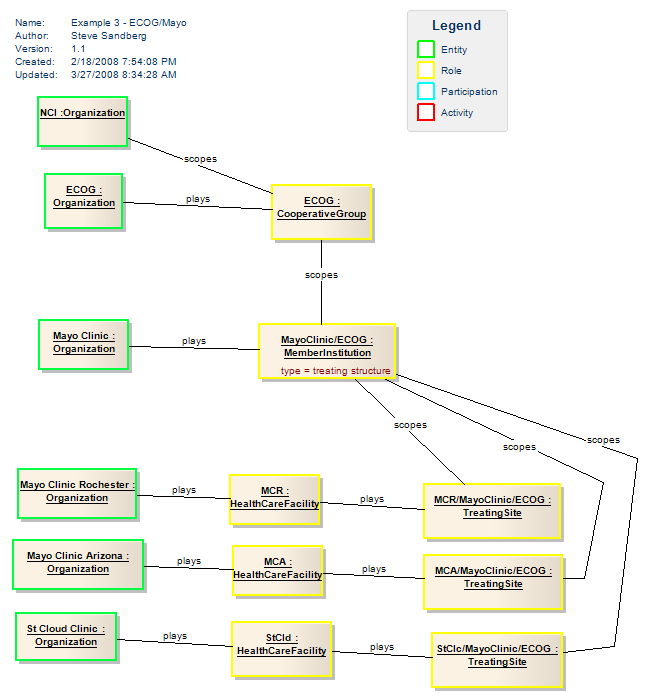 Name: Example 3 - ECOG/Mayo
Author: Steve Sandberg
Version: 1.1
Created: 2/18/2008 7:54:08 PM
Updated: 3/27/2008 8:34:28 AM
Legend
Entity
Role
Participation
Activity
NCI :Organization
scopes
ECOG :
Organization
plays
ECOG :
CooperativeGroup
scopes
Mayo Clinic :
Organization
plays
MayoClinic/ECOG :
MemberInstitution
type = treating structure
scopes
scopes
scopes
Mayo Clinic Rochester :
Organization
plays
MCR :
HealthCareFacility
plays
MCR/MayoClinic/ECOG :
TreatingSite
Mayo Clinic Arizona :
Organization
plays
MCA :
HealthCareFacility
plays
MCA/MayoClinic/ECOG :
TreatingSite
St Cloud Clinic :
Organization
plays
StCld :
HealthCareFacility
plays
StClc/MayoClinic/ECOG :
TreatingSite